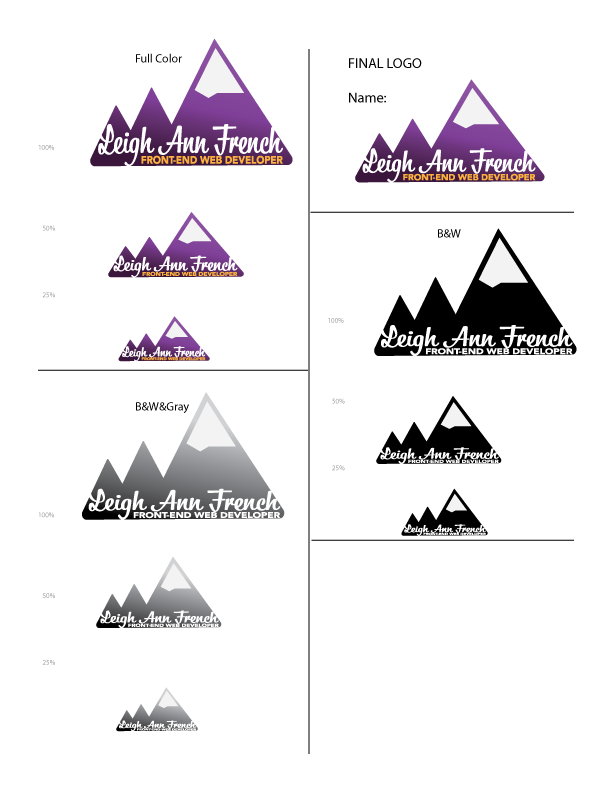 Full Color
100%
Leigh Ann French
FRONT-END WEB DEVELOPER
50%
Leigh Ann French
FRONT-END WEB DEVELOPER
25%
Leigh Ann French
FRONT-END WEB DEVELOPER
B&W&Gray
100%
Leigh Ann French
FRONT-END WEB DEVELOPER
50%
Leigh Ann French
FRONT-END WEB DEVELOPER
25%
Leigh Ann French
FRONT-END WEB DEVELOPER
FINAL LOGO
Name:
Leigh Ann French
FRONT-END WEB DEVELOPER
B&W
100%
Leigh Ann French
FRONT-END WEB DEVELOPER
50%
Leigh Ann French
FRONT-END WEB DEVELOPER
25%
Leigh Ann French
FRONT-END WEB DEVELOPER